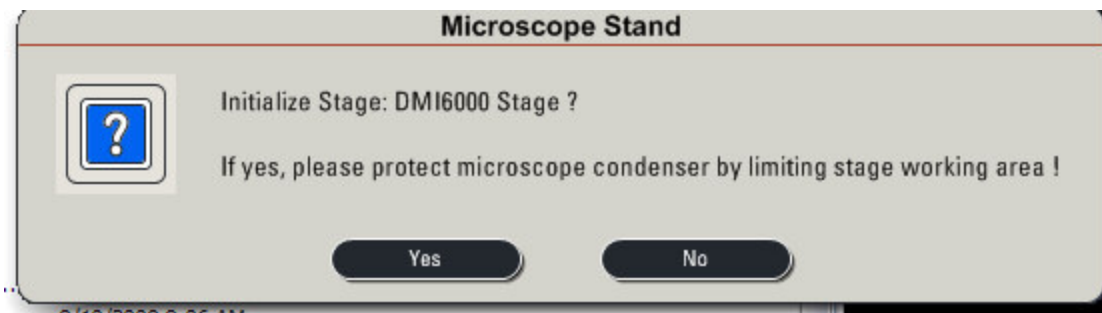 Microscope Stand
Initialize Stage: DMI6000 Stage ?
If yes, please protect microscope condenser by limiting stage working area !
Yes No